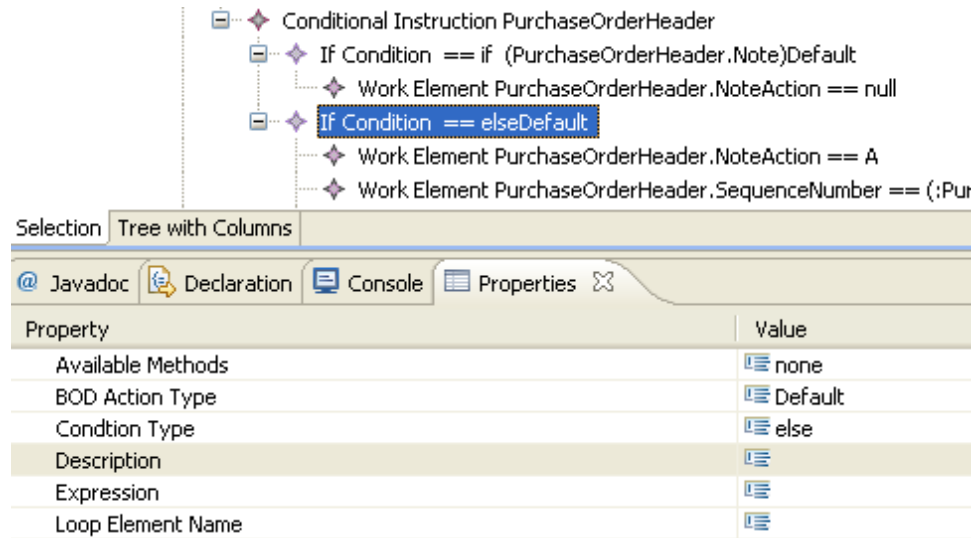 Conditional Instruction PurchaseOrderHeader
If Condition == if (PurchaseOrderHeader.Note)Default
Work Element PurchaseOrderHeader.NoteAction == null
If Condition == elseDefault
Work Element PurchaseOrderHeader.NoteAction == A
Work Element PurchaseOrderHeader.SequenceNumber == (:Pur
Selection Tree with Columns
@ Javadoc Declaration Console Properties
Property Value
Available Methods none
BOD Action Type Default
Condtion Type else
Description
Expression
Loop Element Name